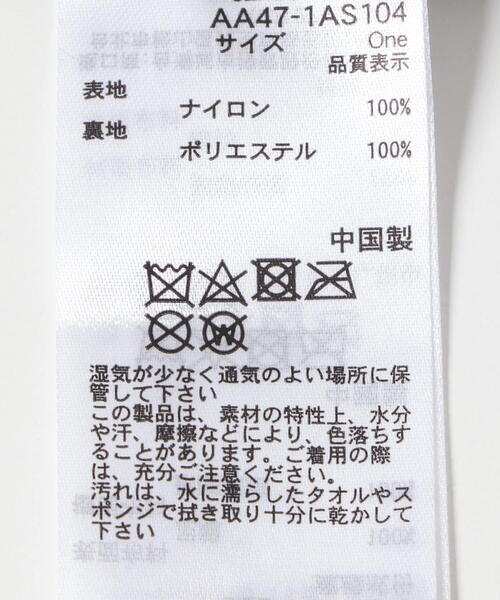 AA47-1AS104
サイズ One
品質表示
表地
ナイロン 100%
裏地
ポリエステル 100%
中国製
湿気が少なく通気のよい場所に保
管して下さい
この製品は、素材の特性上、水分
や汗、摩擦などにより、色落ちす
ることがあります。ご着用の際
は、充分ご注意ください。
汚れは、水に濡らしたタオルやス
ポンジで拭き取り十分に乾かして
下さい